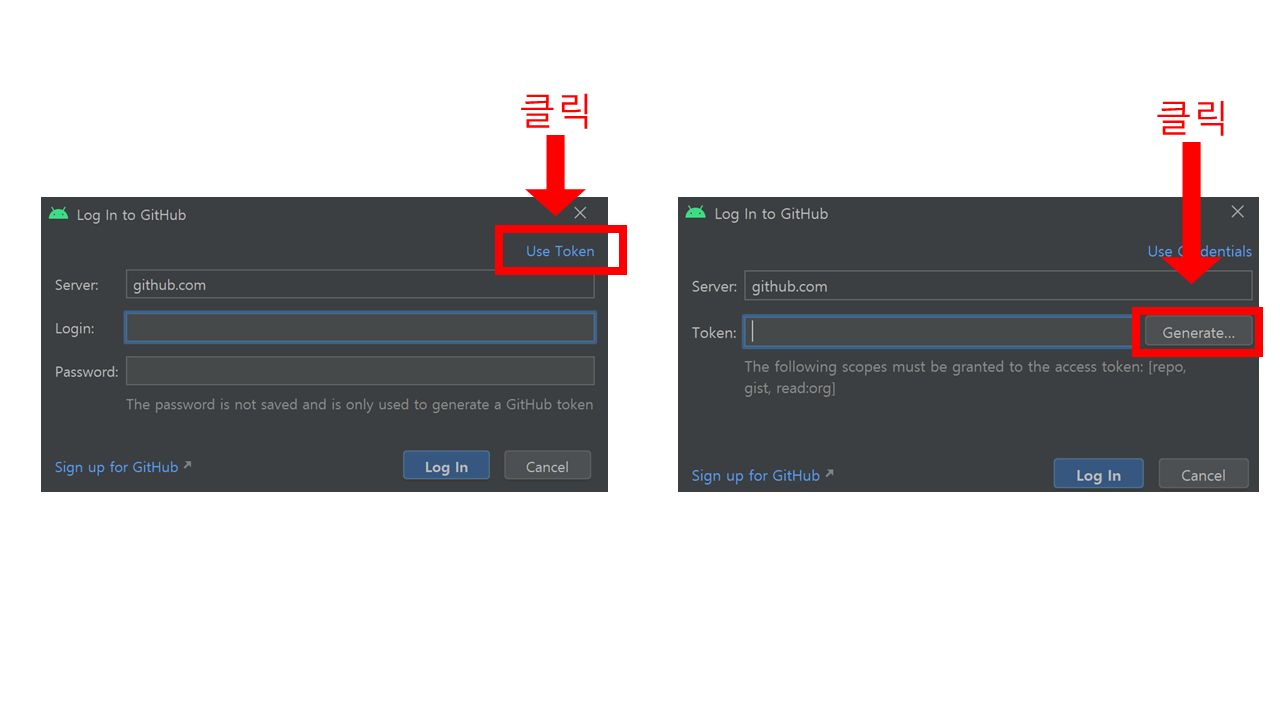 클릭
Log In to GitHub
Use Token
Server: github.com
Login:
Password:
The password is not saved and is only used to generate a GitHub token
Sign up for GitHub
Log In
Cancel
클릭
Log In to GitHub
Use Credentials
Server: github.com
Token:
Generate...
The following scopes must be granted to the access token: [repo,
gist, read:org]
Sign up for GitHub
Log In
Cancel